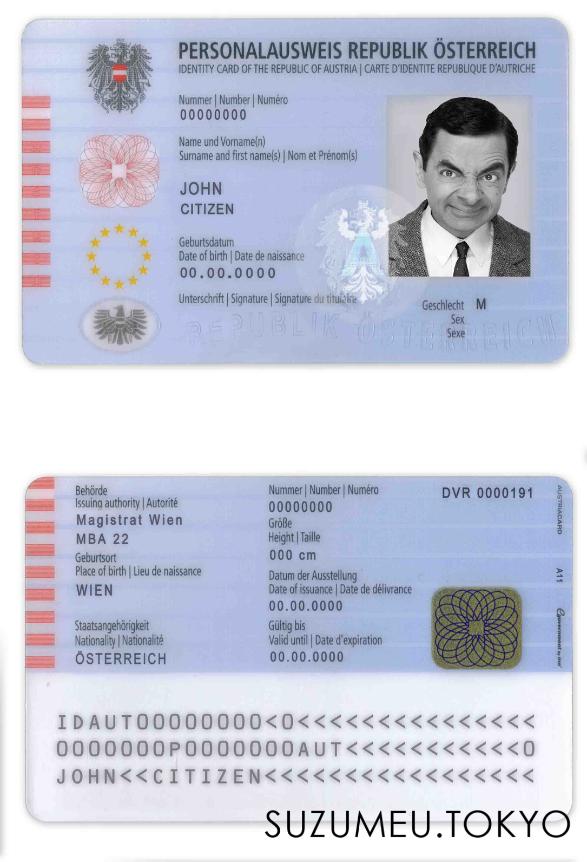 PERSONALAUSWEIS REPUBLIK ÖSTERREICH
IDENTITY CARD OF THE REPUBLIC OF AUSTRIA | CARTE D'IDENTITE REPUBLIQUE D'AUTRICHE
Nummer | Number | Numéro
00000000
Name und Vorname(n)
Surname and first name(s) | Nom et Prénom(s)
JOHN
CITIZEN
Geburtsdatum
Date of birth | Date de naissance
00.00.0000
Unterschrift | Signature | Signature du titulaire
Geschlecht M
Sex
Sexe
REPUBLIK ÖSTERREICH
Behörde
Issuing authority | Autorité
Magistrat Wien
MBA 22
Geburtsort
Place of birth | Lieu de naissance
WIEN
Staatsangehörigkeit
Nationality | Nationalité
ÖSTERREICH
Nummer | Number | Numéro
00000000
Größe
Height | Taille
000 cm
Datum der Ausstellung
Date of issuance | Date de délivrance
00.00.0000
Gültig bis
Valid until | Date d'expiration
00.00.0000
DVR 0000191
AUSTRIACARD
A11
IDAUT00000000<0<<<<<<<<<<<<<<<
0000000P0000000AUT<<<<<<<<<<<0
JOHN<<CITIZEN<<<<<<<<<<<<<<<<<
SUZUMEU.TOKYO